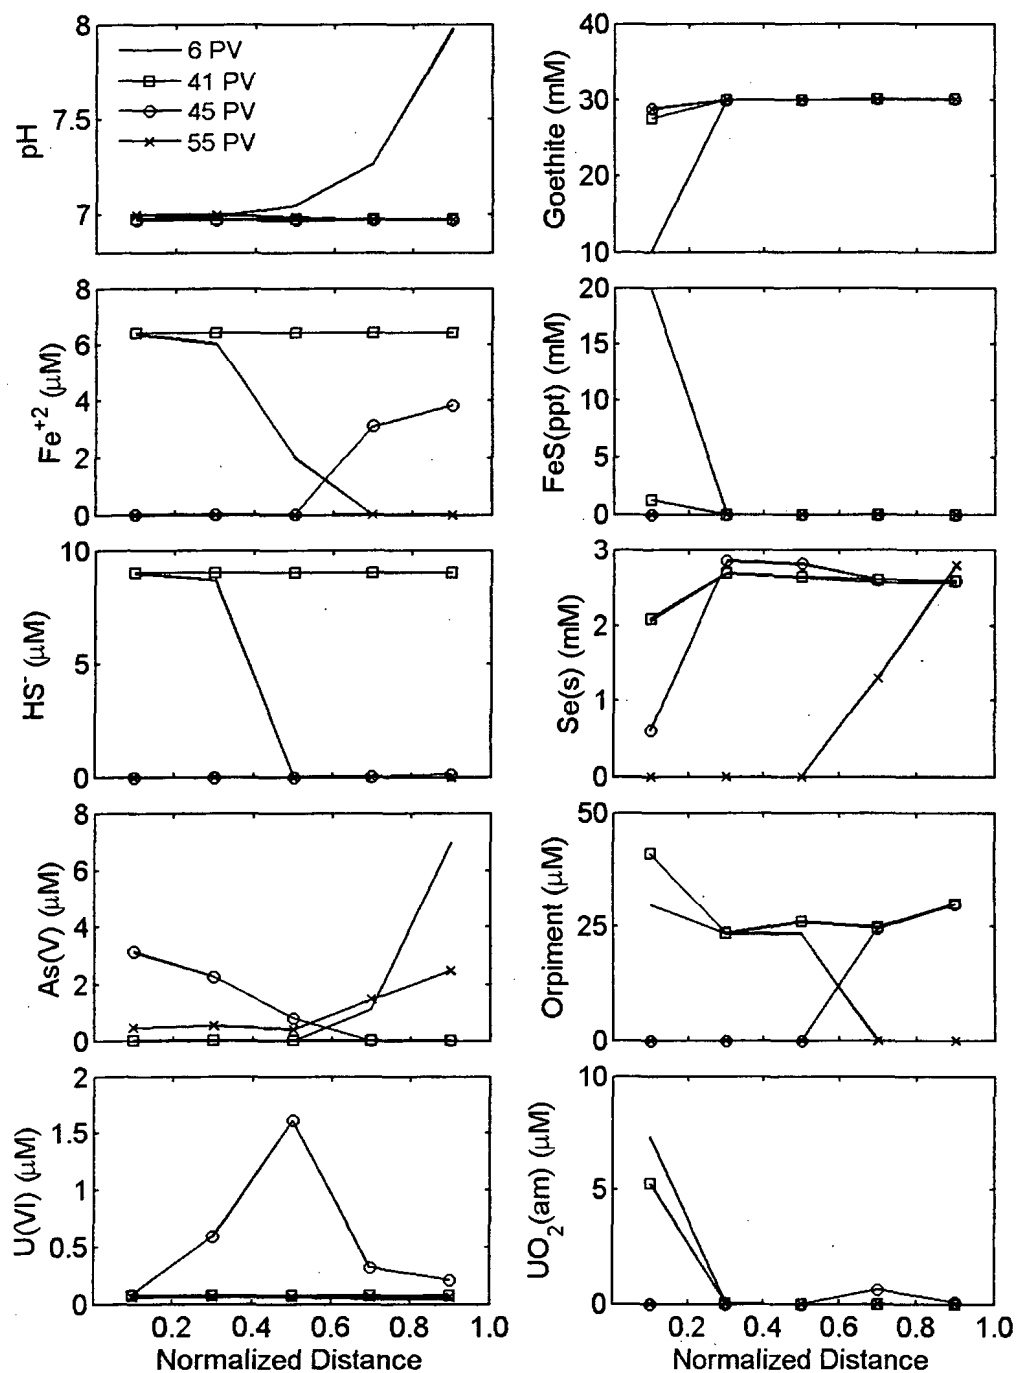 8
7.5
7
pH
6 PV
41 PV
45 PV
55 PV
40
30
20
10
Goethite (mM)
8
6
4
2
0
Fe⁺² (μM)
20
15
10
5
0
FeS(ppt) (mM)
10
5
0
HS⁻ (μM)
3
2
1
0
Se(s) (mM)
8
6
4
2
0
As(V) (μM)
50
25
0
Orpiment (μM)
2
1.5
1
0.5
0
U(VI) (μM)
0.2 0.4 0.6 0.8 1.0
Normalized Distance
10
5
0
UO₂(am) (μM)
0.2 0.4 0.6 0.8 1.0
Normalized Distance